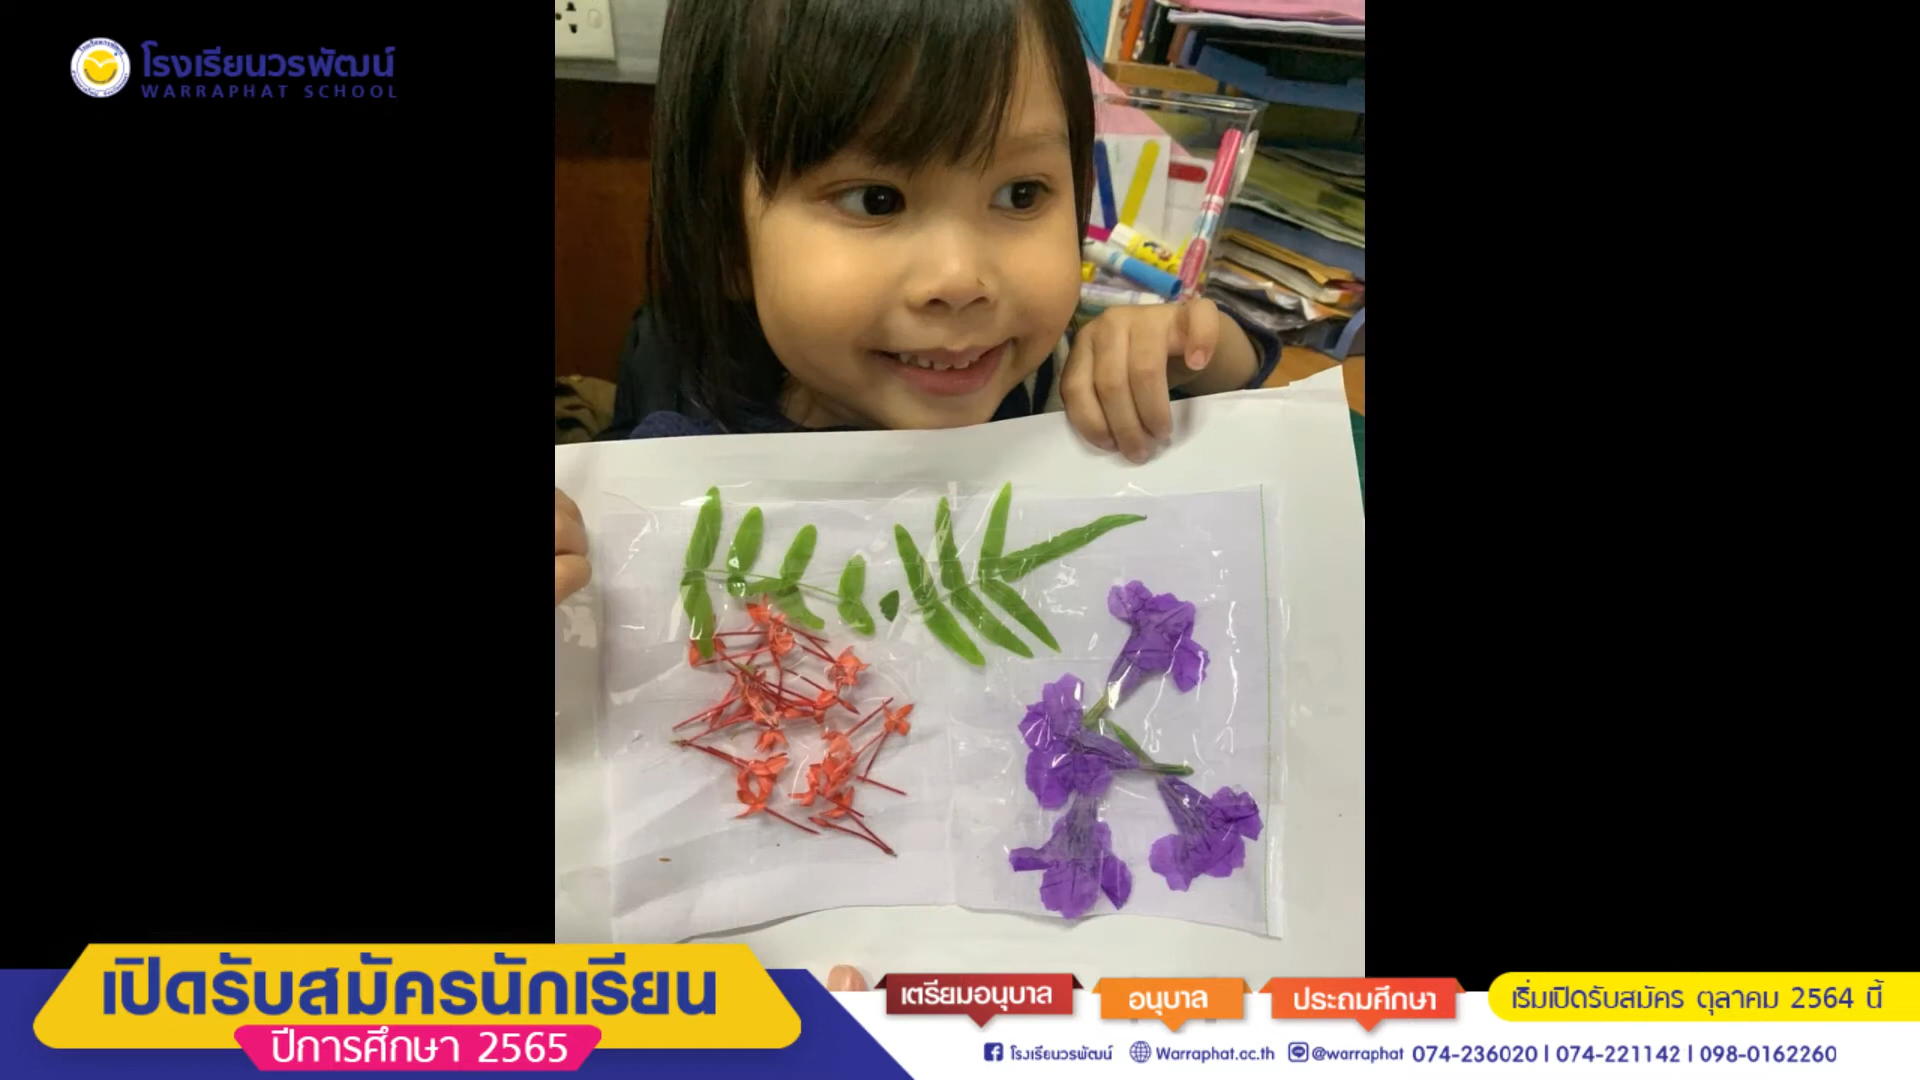 โรงเรียนวรพัฒน์
WARRAPHAT SCHOOL
เปิดรับสมัครนักเรียน
ปีการศึกษา 2565
เตรียมอนุบาล
อนุบาล
ประถมศึกษา
เริ่มเปิดรับสมัคร ตุลาคม 2564 นี้
โรงเรียนวรพัฒน์ Warraphat.ac.th @warraphat 074-236020 | 074-221142 | 098-0162260